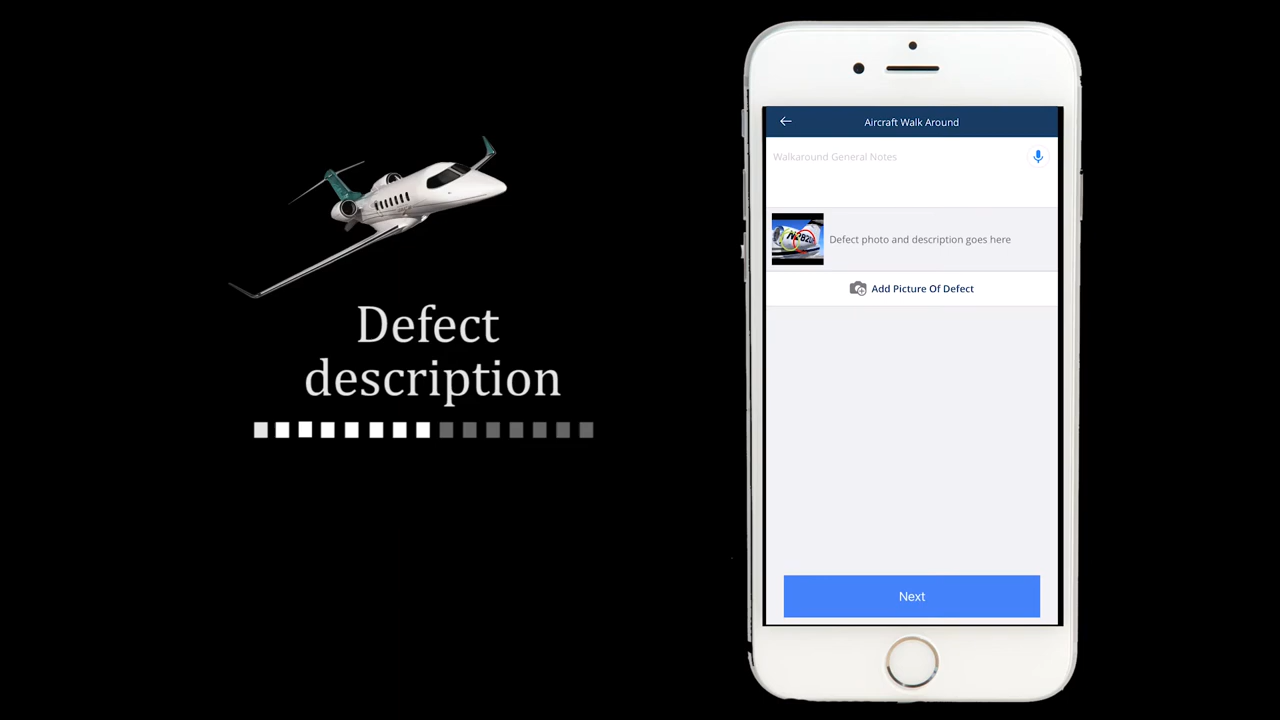 Defect
description
Aircraft Walk Around
Walkaround General Notes
Defect photo and description goes here
Add Picture Of Defect
Next